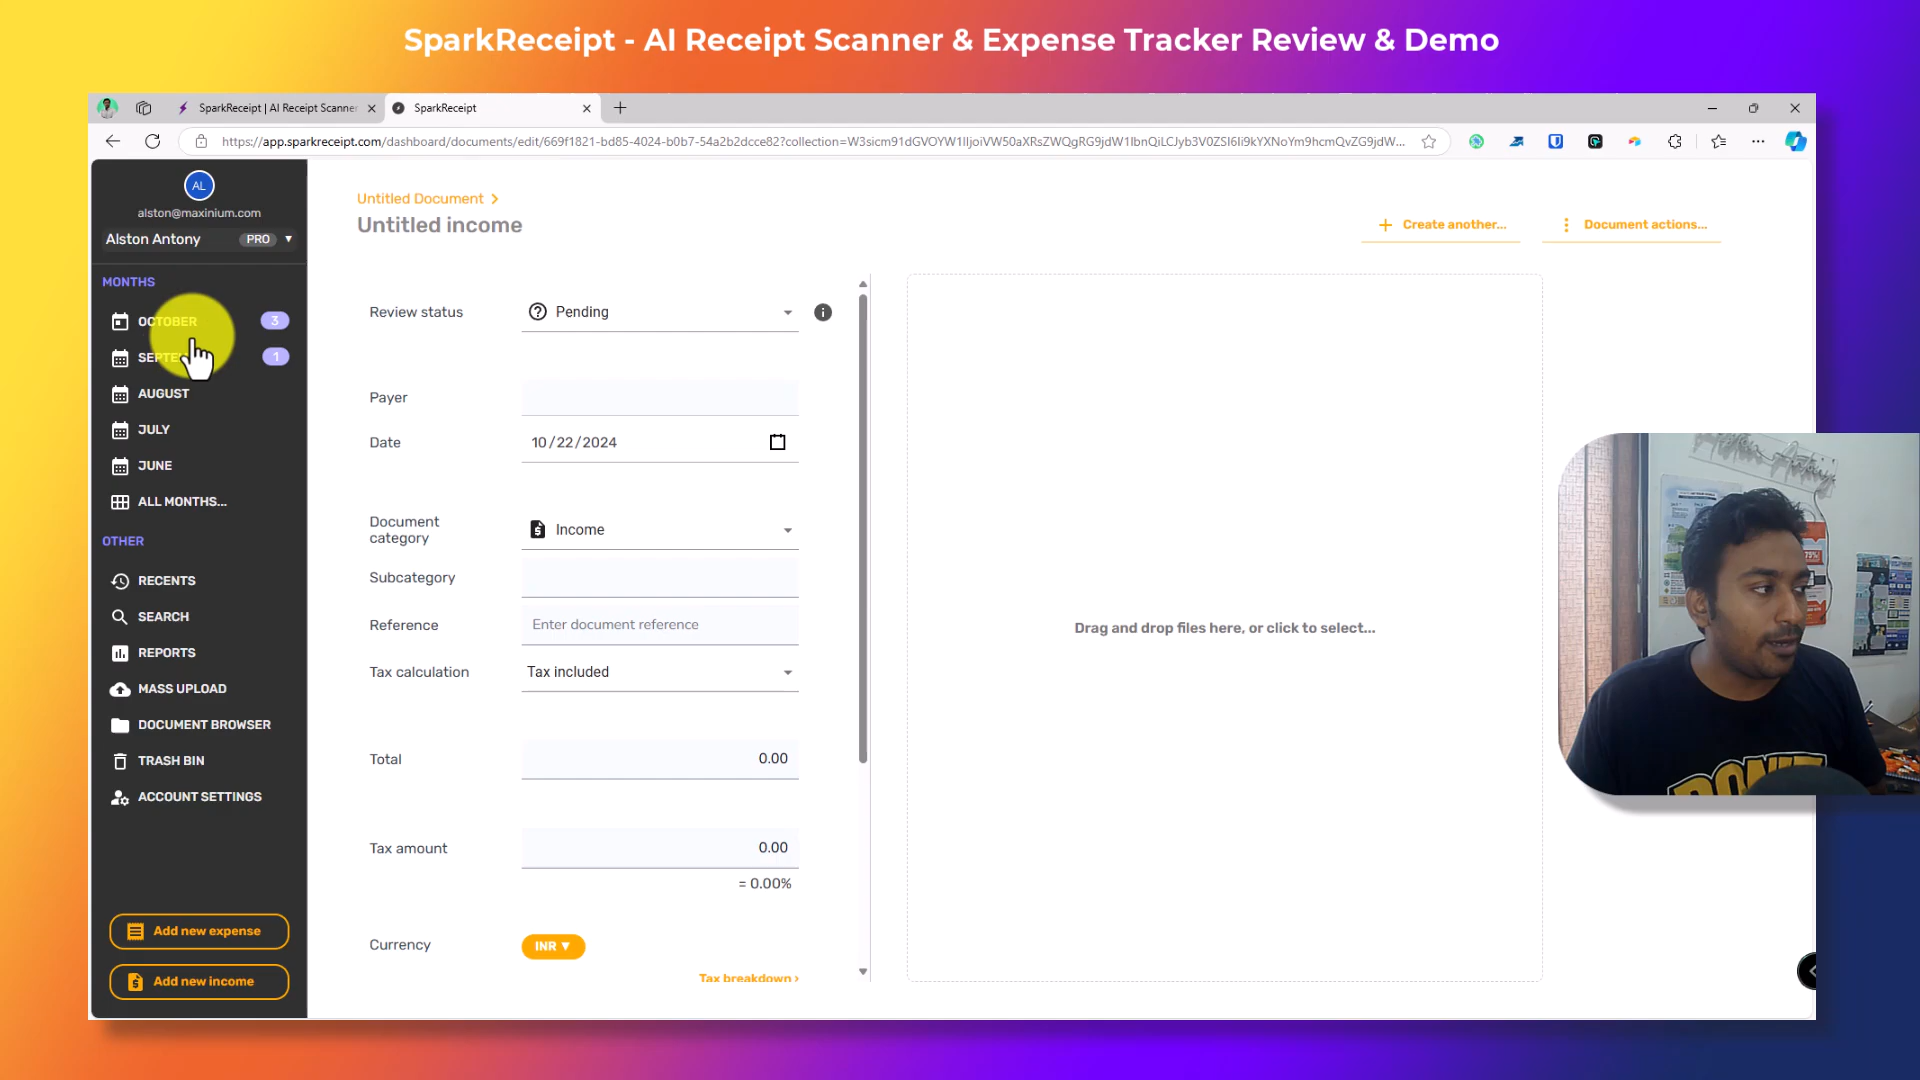 SparkReceipt - AI Receipt Scanner & Expense Tracker Review & Demo
SparkReceipt | AI Receipt Scanner
SparkReceipt
https://app.sparkreceipt.com/dashboard/documents/edit/669f1821-bd85-4024-b0b7-54a2b2dcce82?collection=W3sicm91dGVOYW1lIjoiVW50aXRsZWQgRG9jdW1lbnQiLCJyb3V0ZSI6Ii9kYXNoYm9hcmQvZG9jdW...
AL
alston@maxinium.com
Alston Antony PRO
MONTHS
OCTOBER 3
1
AUGUST
JULY
JUNE
ALL MONTHS...
OTHER
RECENTS
SEARCH
REPORTS
MASS UPLOAD
DOCUMENT BROWSER
TRASH BIN
ACCOUNT SETTINGS
Add new expense
Add new income
Untitled Document
Untitled income
Create another...
Document actions...
Review status
Pending
Payer
Date
10/22/2024
Document category
Income
Subcategory
Reference
Enter document reference
Tax calculation
Tax included
Total
0.00
Tax amount
0.00
= 0.00%
Currency
INR
Tax breakdown
Drag and drop files here, or click to select...